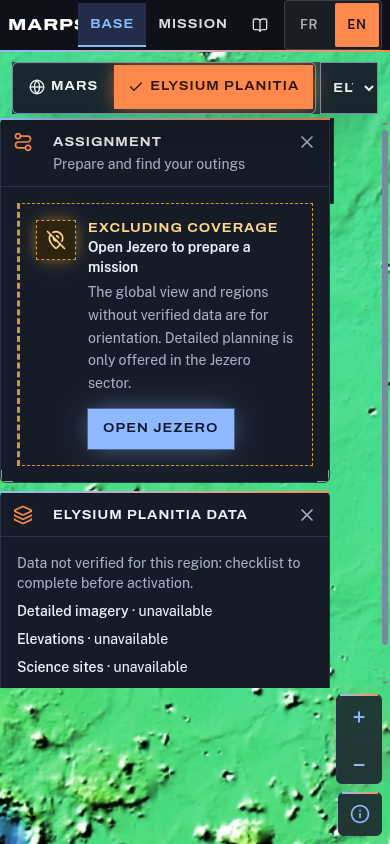 MARPS
BASE
MISSION
FR
EN
MARS
ELYSIUM PLANITIA
ASSIGNMENT
Prepare and find your outings
EXCLUDING COVERAGE
Open Jezero to prepare a
mission
The global view and regions
without verified data are for
orientation. Detailed planning is
only offered in the Jezero
sector.
OPEN JEZERO
ELYSIUM PLANITIA DATA
Data not verified for this region: checklist to
complete before activation.
Detailed imagery · unavailable
Elevations · unavailable
Science sites · unavailable